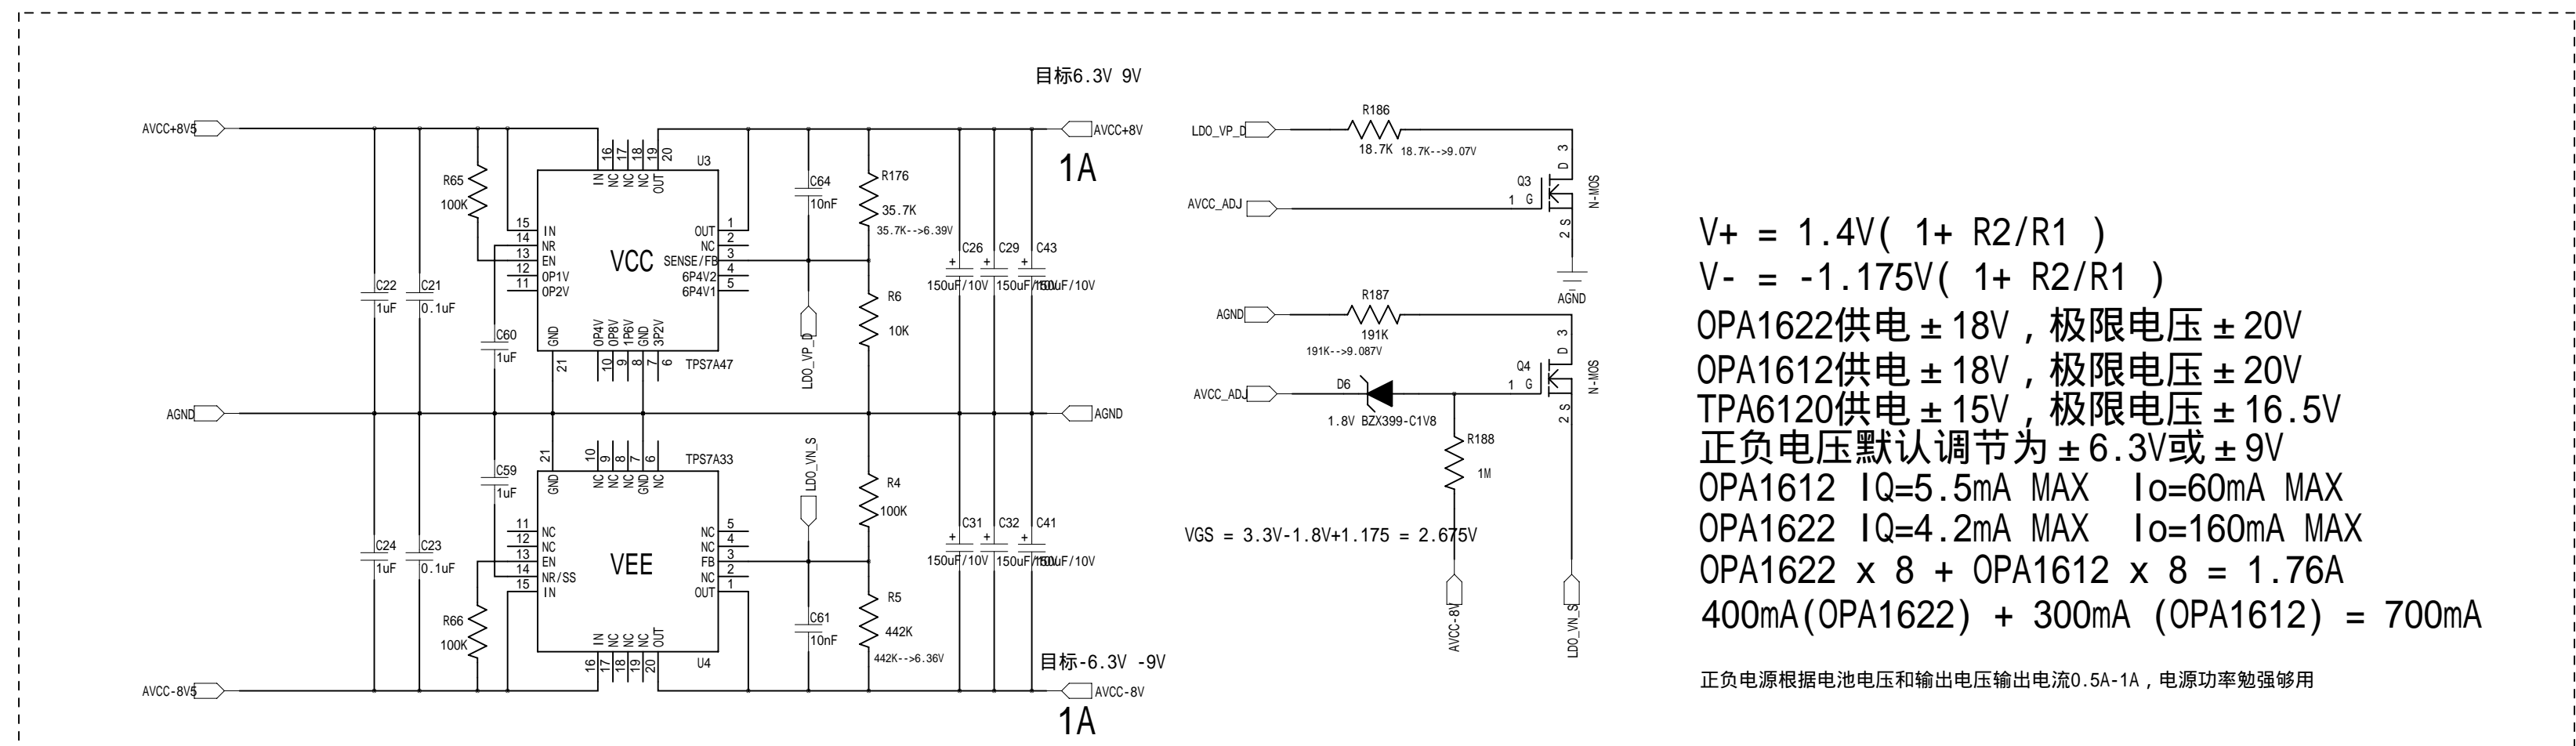 目标6.3V 9V
AVCC+8V5
AVCC+8V
1A
R65
100K
C22
1uF
C21
0.1uF
C60
1uF
U3
16 17 18 19 20
IN NC NC NC OUT
15 IN
14 NR
13 EN
12 0P1V
11 0P2V
VCC
OUT 1
NC 2
SENSE/FB 3
6P4V2 4
6P4V1 5
GND 0P4V 0P8V 1P6V GND 3P2V
21 10 9 8 7 6
TPS7A47
C64
10nF
LDO_VP_D
R176
35.7K
35.7K-->6.39V
R6
10K
C26
150uF/10V
C29
150uF/10V
C43
150uF/10V
AGND
AGND
C24
1uF
C23
0.1uF
C59
1uF
R66
100K
TPS7A33
21 10 9 8 7 6
GND NC NC NC GND NC
11 NC
12 NC
13 EN
14 NR/SS
15 IN
VEE
NC 5
NC 4
FB 3
NC 2
OUT 1
IN NC NC NC OUT
16 17 18 19 20
U4
LDO_VN_S
C61
10nF
R4
100K
R5
442K
442K-->6.36V
C31
150uF/10V
C32
150uF/10V
C41
150uF/10V
目标-6.3V -9V
AVCC-8V5
AVCC-8V
1A
LDO_VP_D
R186
18.7K 18.7K-->9.07V
AVCC_ADJ
Q3
1 G
D 3
2 S
N-MOS
AGND
AGND
R187
191K
191K-->9.087V
AVCC_ADJ
D6
1.8V BZX399-C1V8
Q4
1 G
D 3
2 S
N-MOS
R188
1M
VGS = 3.3V-1.8V+1.175 = 2.675V
AVCC-8V
LDO_VN_S
V+ = 1.4V( 1+ R2/R1 )
V- = -1.175V( 1+ R2/R1 )
OPA1622供电±18V，极限电压±20V
OPA1612供电±18V，极限电压±20V
TPA6120供电±15V，极限电压±16.5V
正负电压默认调节为±6.3V或±9V
OPA1612 IQ=5.5mA MAX Io=60mA MAX
OPA1622 IQ=4.2mA MAX Io=160mA MAX
OPA1622 x 8 + OPA1612 x 8 = 1.76A
400mA(OPA1622) + 300mA (OPA1612) = 700mA
正负电源根据电池电压和输出电压输出电流0.5A-1A，电源功率勉强够用